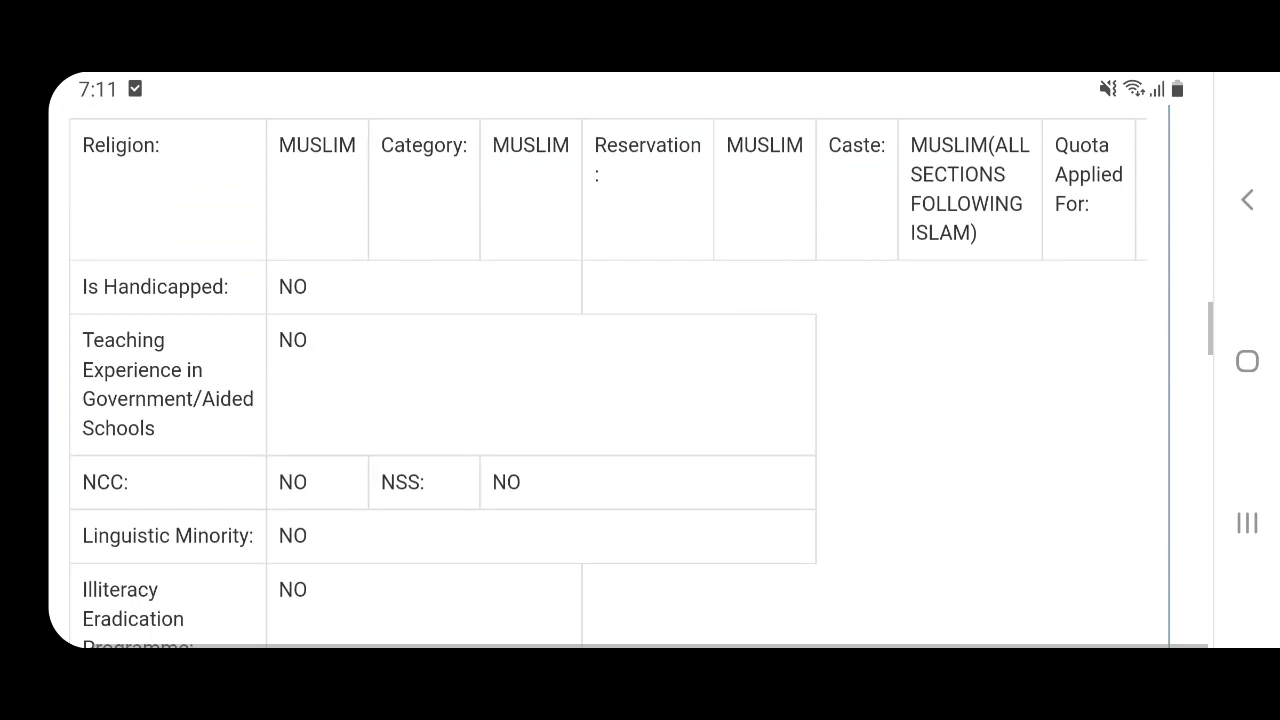 7:11
Religion: MUSLIM Category: MUSLIM Reservation : MUSLIM Caste: MUSLIM(ALL SECTIONS FOLLOWING ISLAM) Quota Applied For:
Is Handicapped: NO
Teaching Experience in Government/Aided Schools NO
NCC: NO NSS: NO
Linguistic Minority: NO
Illiteracy Eradication Programme: NO